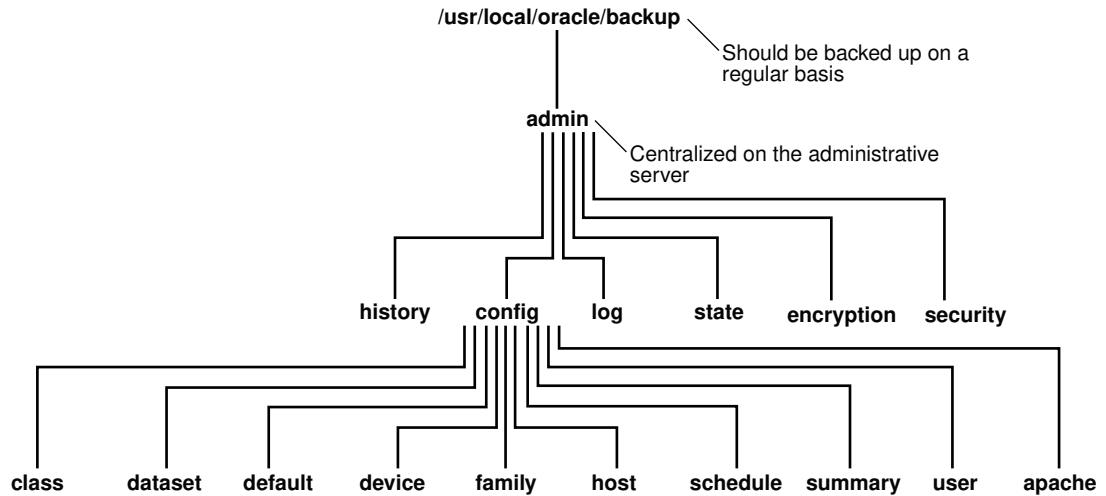 /usr/local/oracle/backup
Should be backed up on a
regular basis
admin
Centralized on the administrative
server
history config log state encryption security
class dataset default device family host schedule summary user apache